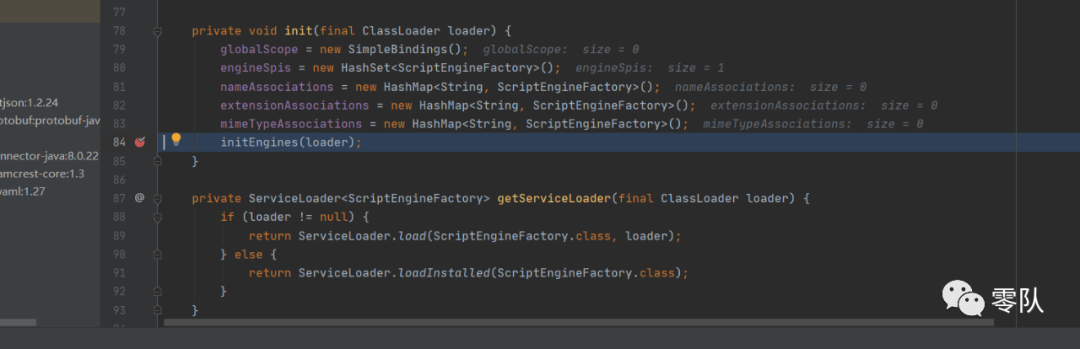 77
78 private void init(final ClassLoader loader) {
79 globalScope = new SimpleBindings(); globalScope: size = 0
80 engineSpis = new HashSet<ScriptEngineFactory>(); engineSpis: size = 1
81 nameAssociations = new HashMap<String, ScriptEngineFactory>(); nameAssociations: size = 0
82 extensionAssociations = new HashMap<String, ScriptEngineFactory>(); extensionAssociations: size = 0
83 mimeTypeAssociations = new HashMap<String, ScriptEngineFactory>(); mimeTypeAssociations: size = 0
84 initEngines(loader);
85 }
86
87 @ private ServiceLoader<ScriptEngineFactory> getServiceLoader(final ClassLoader loader) {
88 if (loader != null) {
89 return ServiceLoader.load(ScriptEngineFactory.class, loader);
90 } else {
91 return ServiceLoader.loadInstalled(ScriptEngineFactory.class);
92 }
93 }
tjson:1.2.24
otobuf:protobuf-jav
nnector-java:8.0.22
amcrest-core:1.3
yaml:1.27
零队